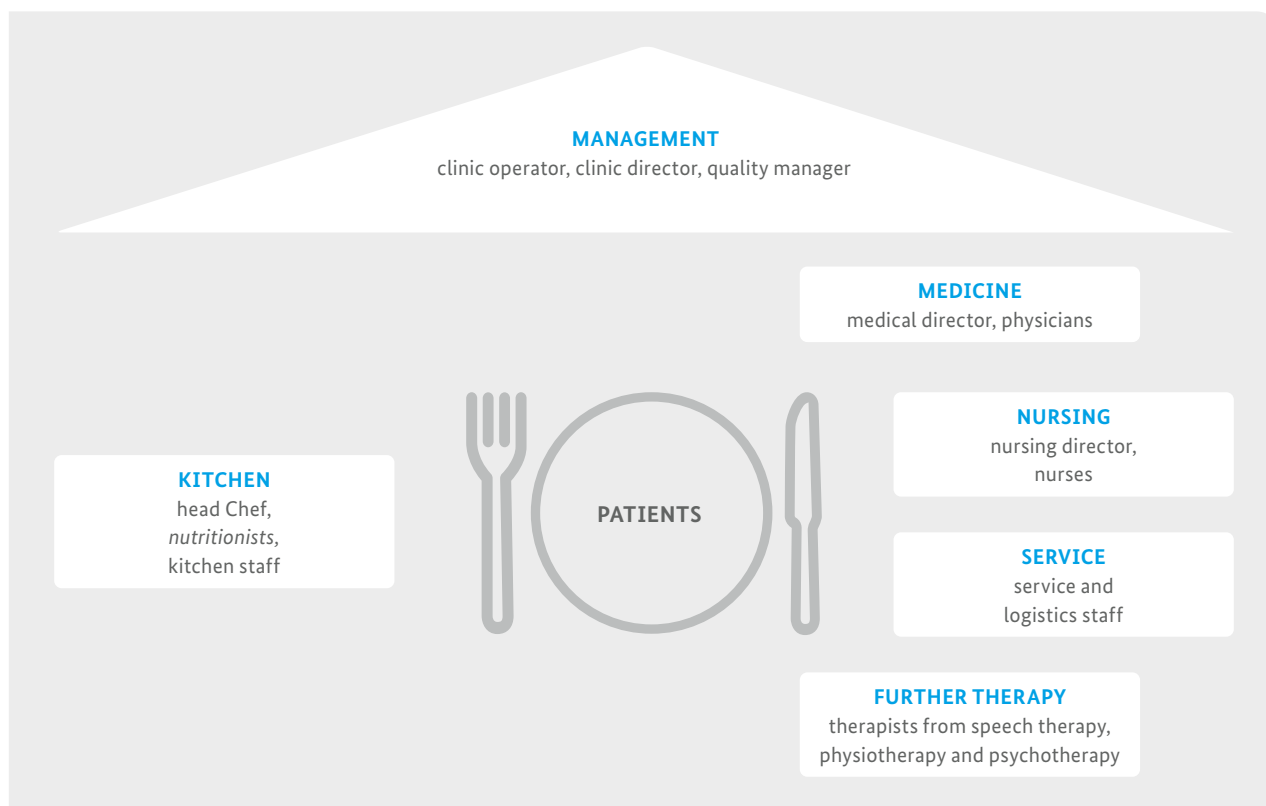 MANAGEMENT
clinic operator, clinic director, quality manager
MEDICINE
medical director, physicians
NURSING
nursing director,
nurses
KITCHEN
head Chef,
nutritionists,
kitchen staff
PATIENTS
SERVICE
service and
logistics staff
FURTHER THERAPY
therapists from speech therapy,
physiotherapy and psychotherapy